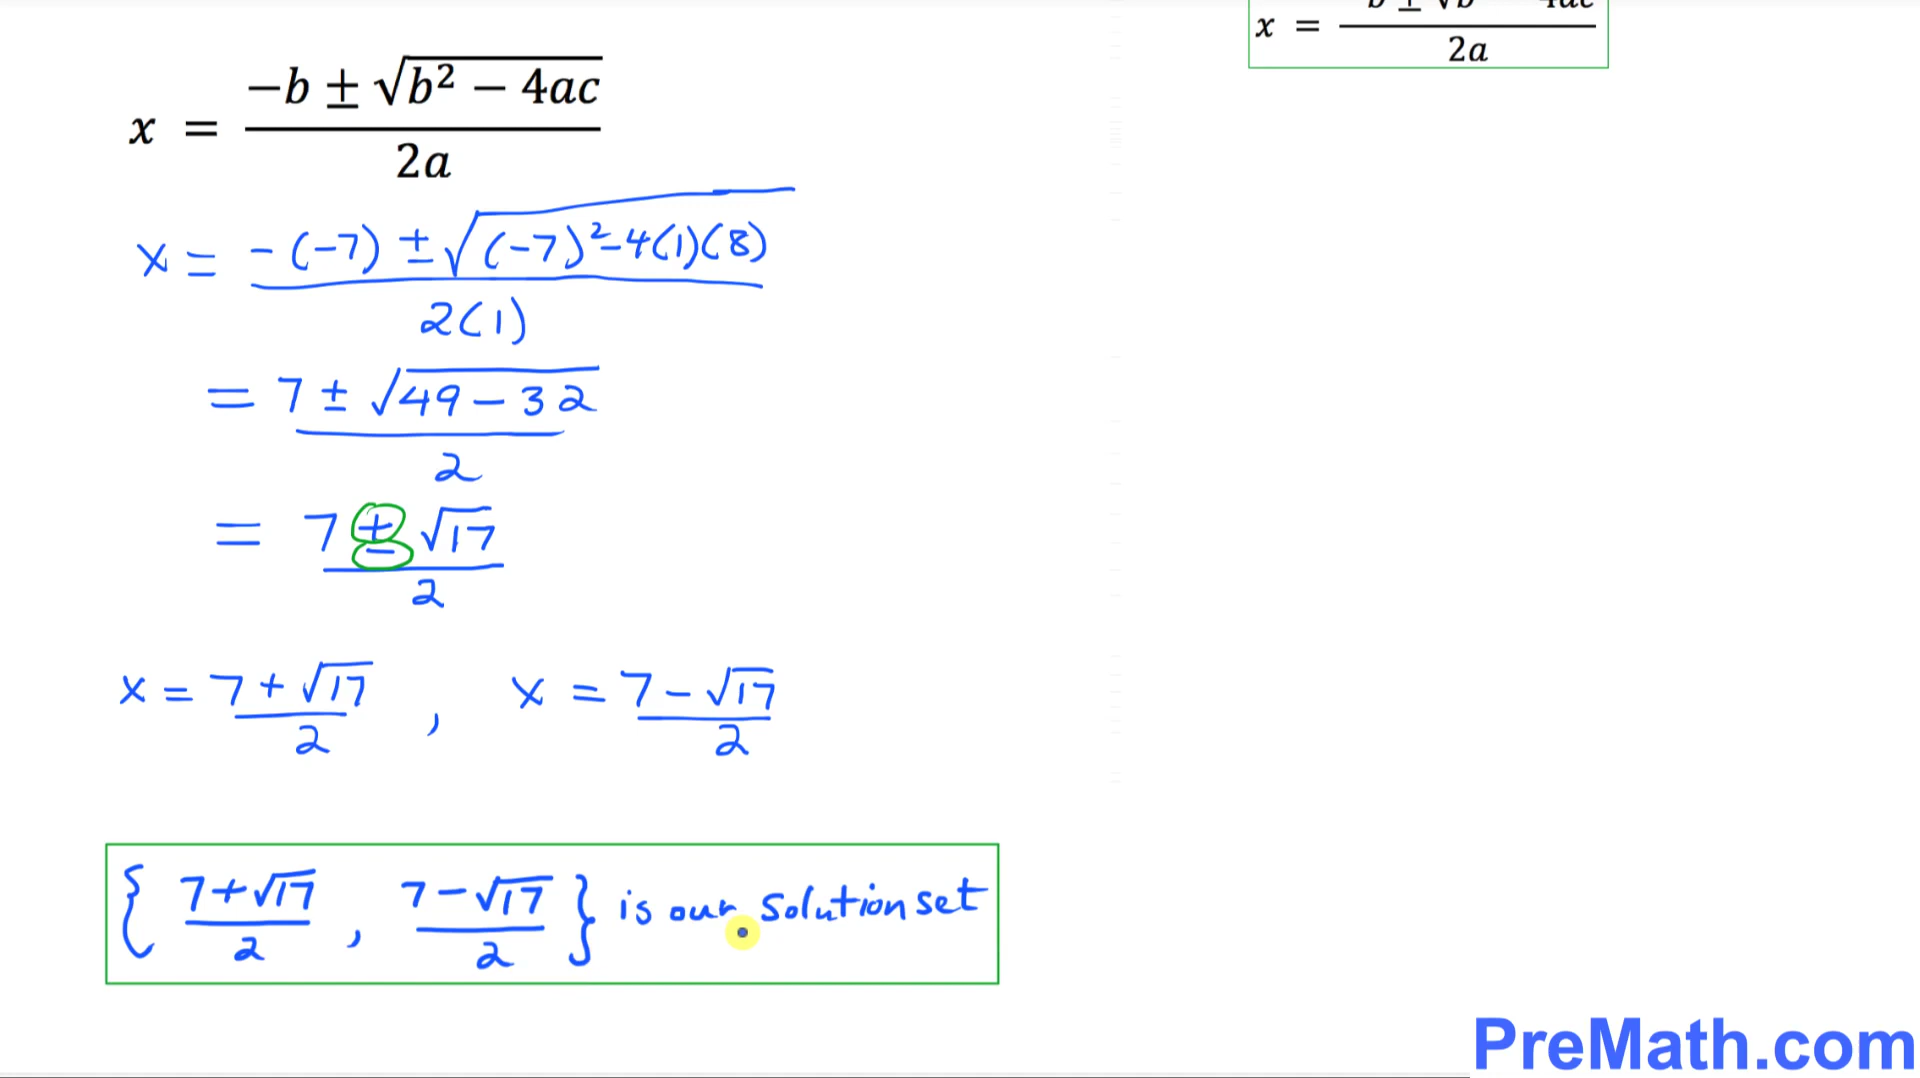 x = (-b ± √(b² − 4ac)) / 2a
x = (-(-7) ± √((-7)²-4(1)(8))) / 2(1)
= (7 ± √(49-32)) / 2
= (7 ± √17) / 2
x = (7+√17)/2 , x = (7-√17)/2
{ (7+√17)/2 , (7-√17)/2 } is our solution set
x = / 2a
PreMath.com